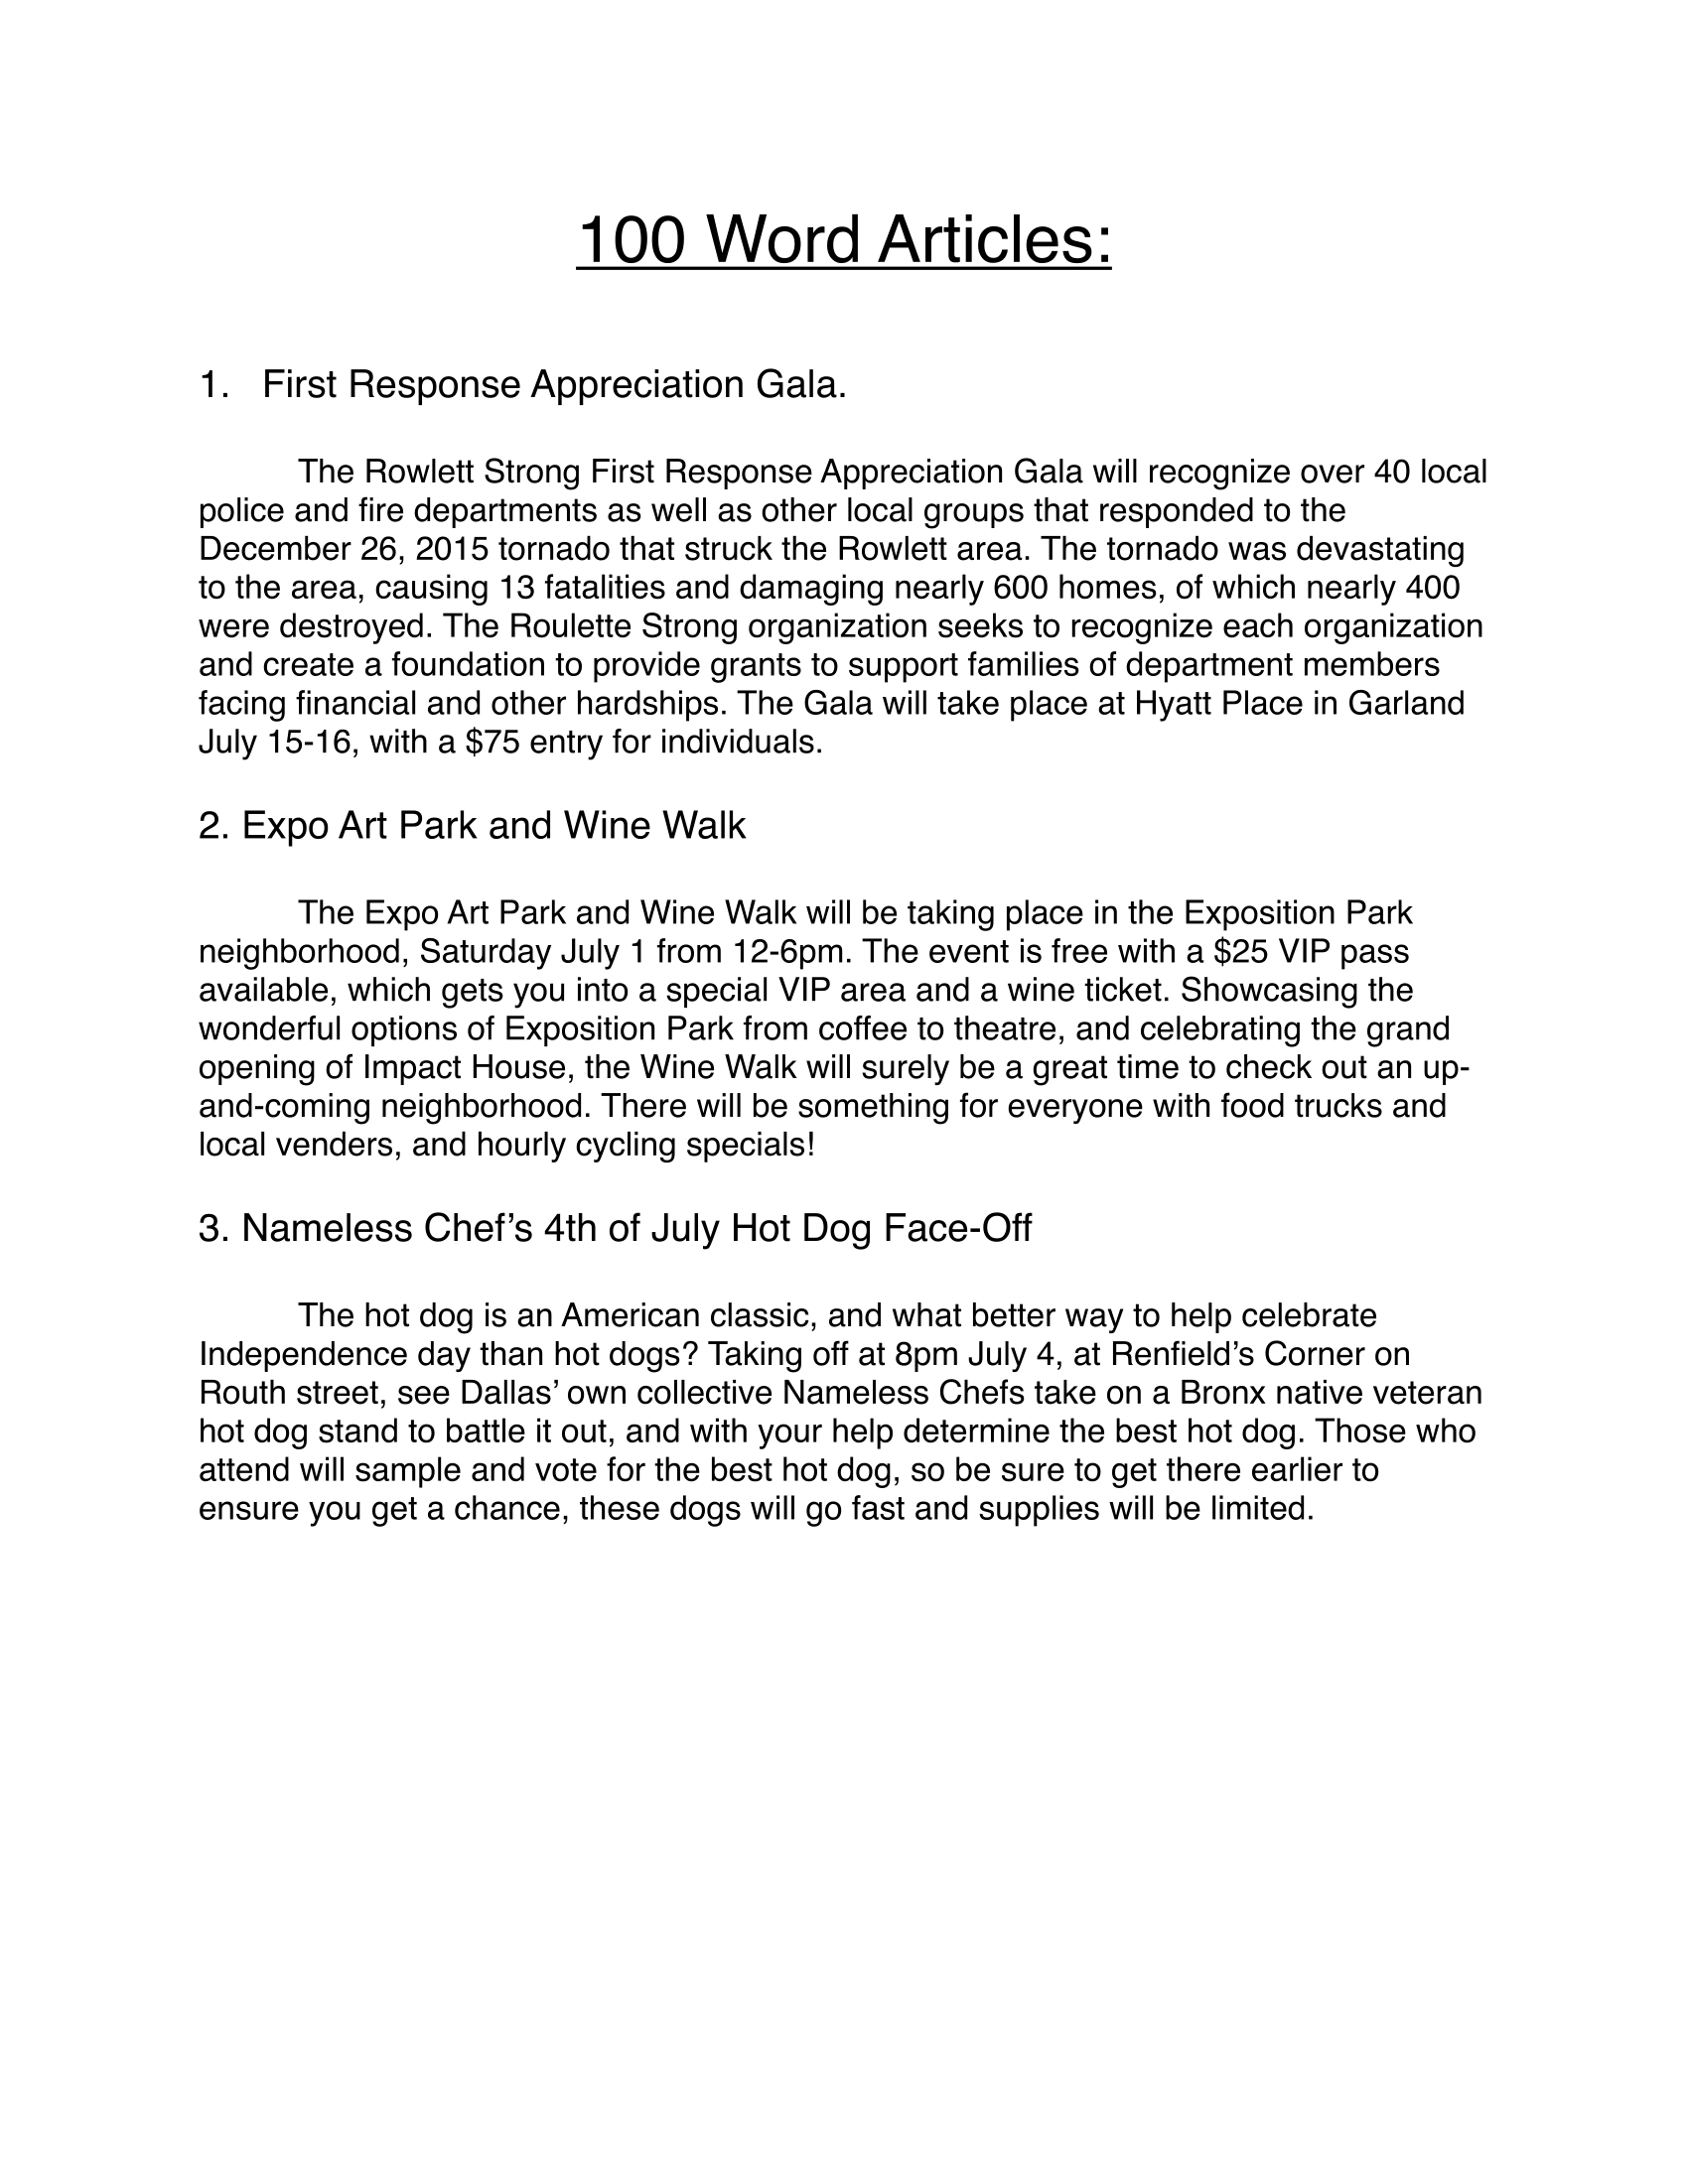 100 Word Articles:
1. First Response Appreciation Gala.
The Rowlett Strong First Response Appreciation Gala will recognize over 40 local
police and fire departments as well as other local groups that responded to the
December 26, 2015 tornado that struck the Rowlett area. The tornado was devastating
to the area, causing 13 fatalities and damaging nearly 600 homes, of which nearly 400
were destroyed. The Roulette Strong organization seeks to recognize each organization
and create a foundation to provide grants to support families of department members
facing financial and other hardships. The Gala will take place at Hyatt Place in Garland
July 15-16, with a $75 entry for individuals.
2. Expo Art Park and Wine Walk
The Expo Art Park and Wine Walk will be taking place in the Exposition Park
neighborhood, Saturday July 1 from 12-6pm. The event is free with a $25 VIP pass
available, which gets you into a special VIP area and a wine ticket. Showcasing the
wonderful options of Exposition Park from coffee to theatre, and celebrating the grand
opening of Impact House, the Wine Walk will surely be a great time to check out an up-
and-coming neighborhood. There will be something for everyone with food trucks and
local venders, and hourly cycling specials!
3. Nameless Chef’s 4th of July Hot Dog Face-Off
The hot dog is an American classic, and what better way to help celebrate
Independence day than hot dogs? Taking off at 8pm July 4, at Renfield’s Corner on
Routh street, see Dallas’ own collective Nameless Chefs take on a Bronx native veteran
hot dog stand to battle it out, and with your help determine the best hot dog. Those who
attend will sample and vote for the best hot dog, so be sure to get there earlier to
ensure you get a chance, these dogs will go fast and supplies will be limited.